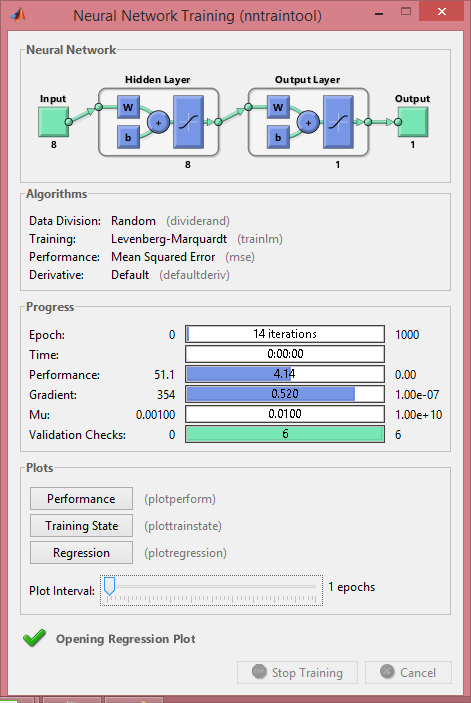 Neural Network Training (nntraintool)
Neural Network
Hidden Layer Output Layer
Input Output
W W
b + b +
8 8 1 1
Algorithms
Data Division: Random (dividerand)
Training: Levenberg-Marquardt (trainlm)
Performance: Mean Squared Error (mse)
Derivative: Default (defaultderiv)
Progress
Epoch: 0 14 iterations 1000
Time: 0:00:00
Performance: 51.1 4.14 0.00
Gradient: 354 0.520 1.00e-07
Mu: 0.00100 0.0100 1.00e+10
Validation Checks: 0 6 6
Plots
Performance (plotperform)
Training State (plottrainstate)
Regression (plotregression)
Plot Interval: 1 epochs
Opening Regression Plot
Stop Training Cancel